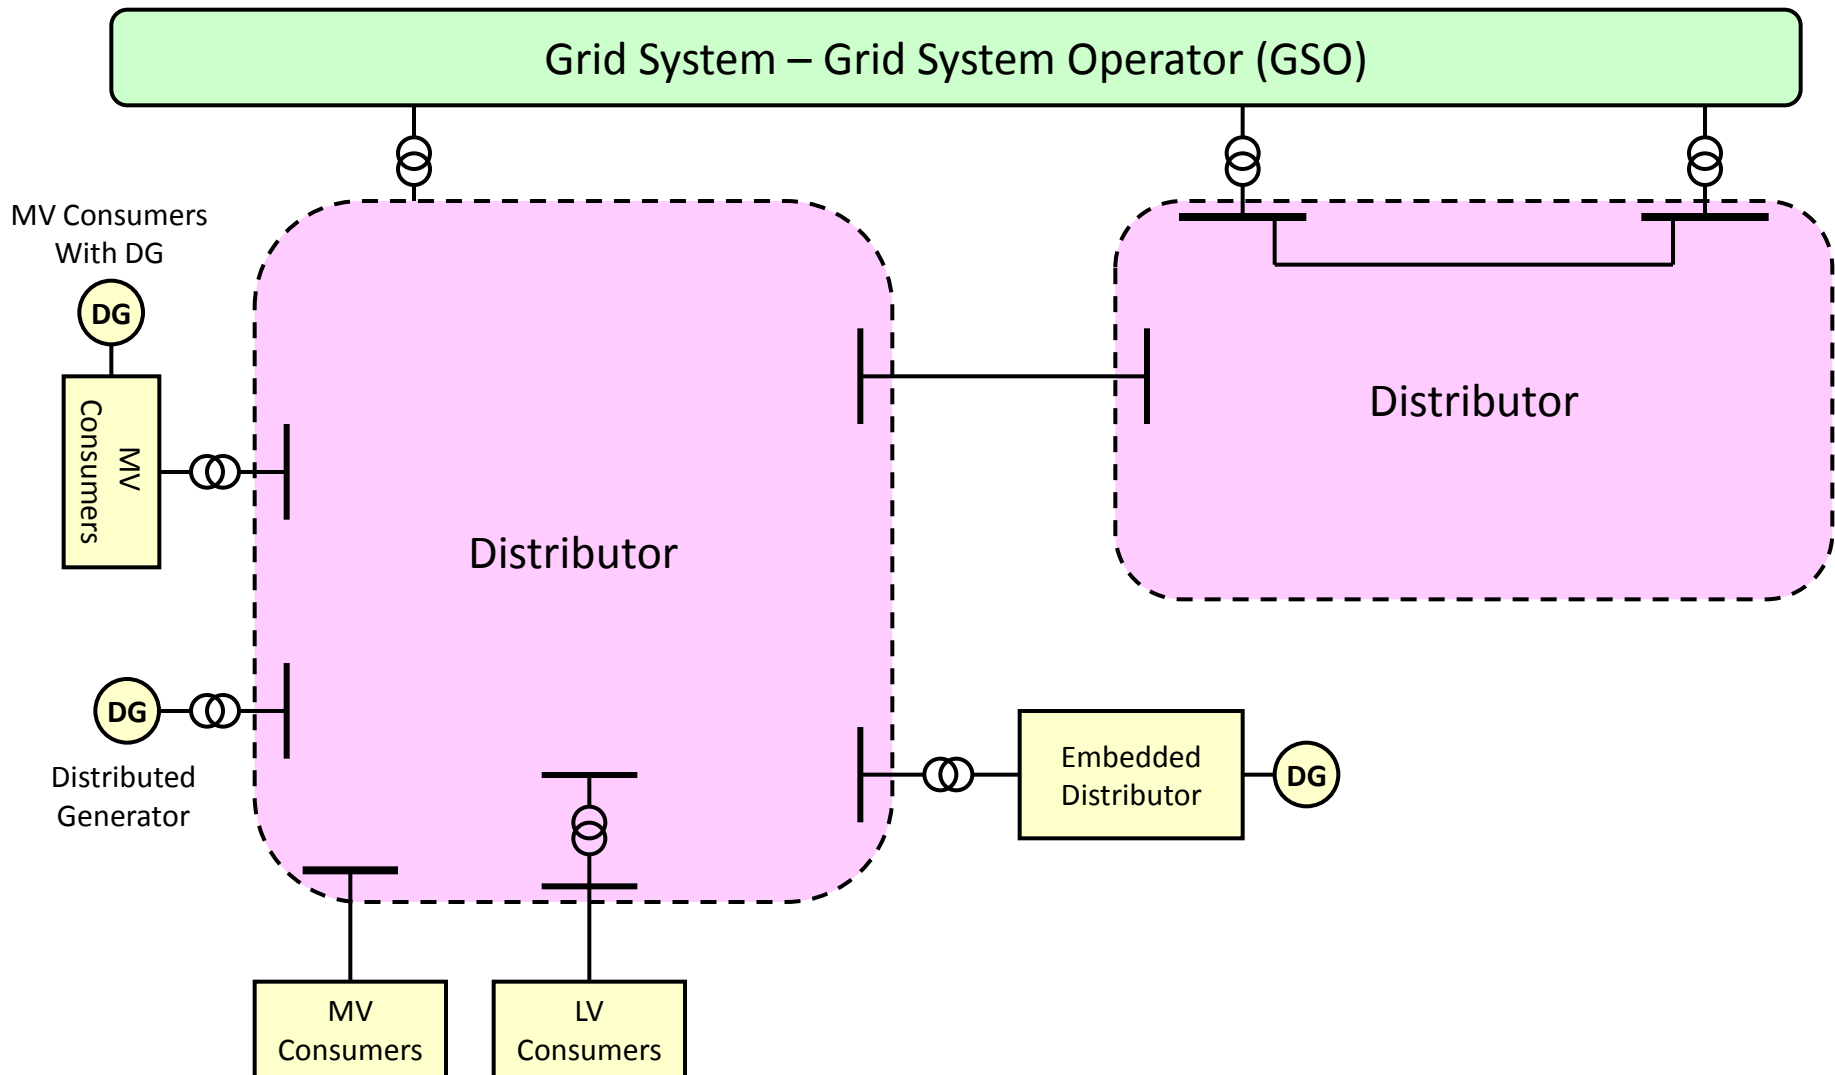 Grid System – Grid System Operator (GSO)
MV Consumers
With DG
DG
MV
Consumers
Distributor
Distributor
DG
Distributed
Generator
Embedded
Distributor
DG
MV
Consumers
LV
Consumers